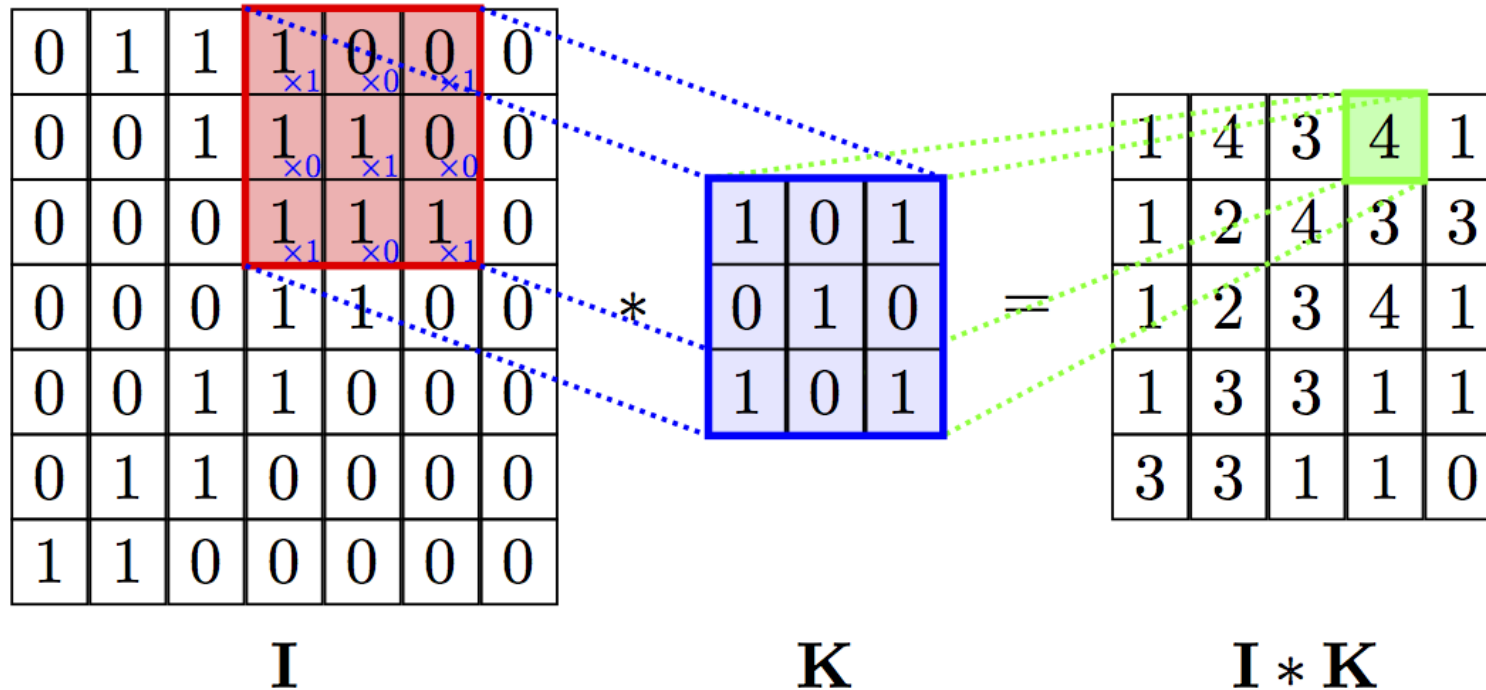 0 1 1 1×1 0×0 0×1 0
0 0 1 1×0 1×1 0×0 0
0 0 0 1×1 1×0 1×1 0
0 0 0 1 1 0 0
0 0 1 1 0 0 0
0 1 1 0 0 0 0
1 1 0 0 0 0 0
I
*
1 0 1
0 1 0
1 0 1
K
=
1 4 3 4 1
1 2 4 3 3
1 2 3 4 1
1 3 3 1 1
3 3 1 1 0
I * K